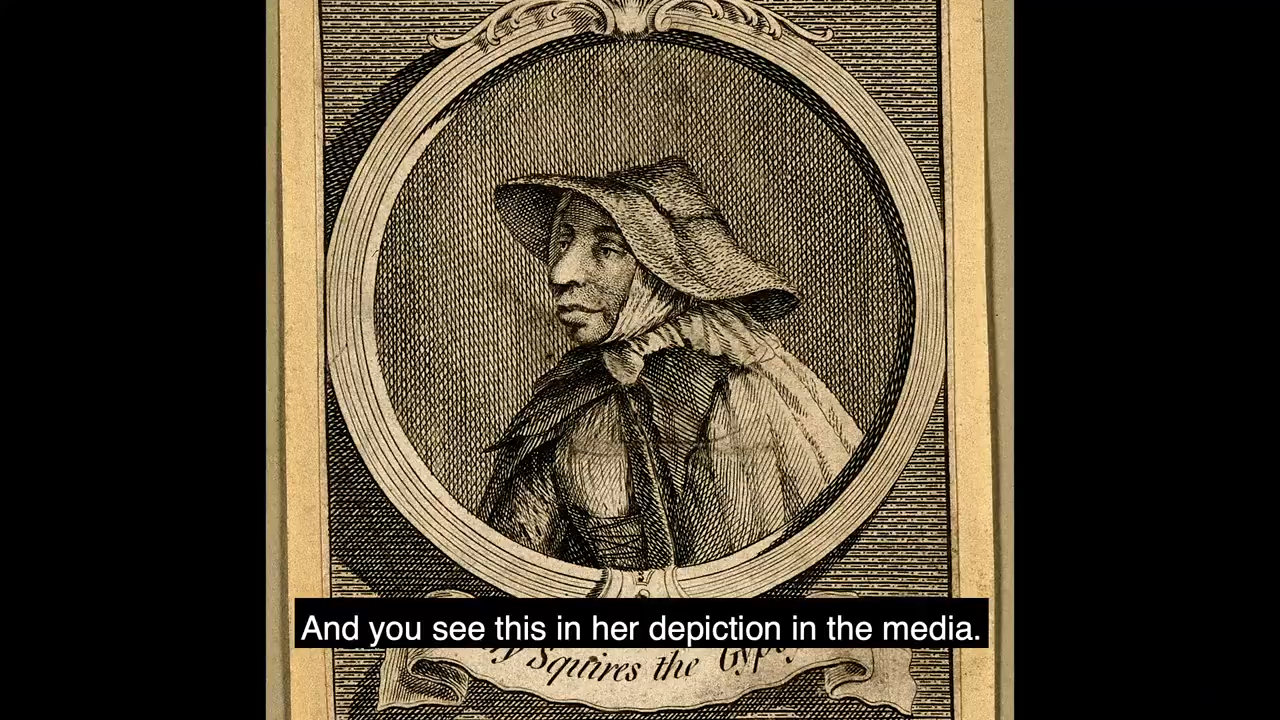 And you see this in her depiction in the media.
Squires the